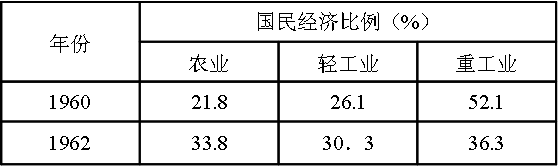 年份 国民经济比例（%）
农业 轻工业 重工业
1960 21.8 26.1 52.1
1962 33.8 30．3 36.3